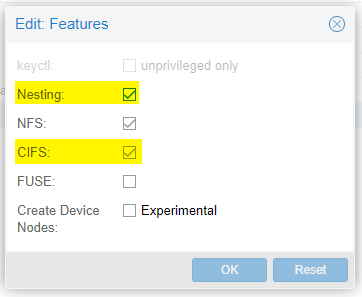 Edit: Features
keyctl: unprivileged only
Nesting:
NFS:
CIFS:
FUSE:
Create Device Experimental
Nodes:
OK Reset